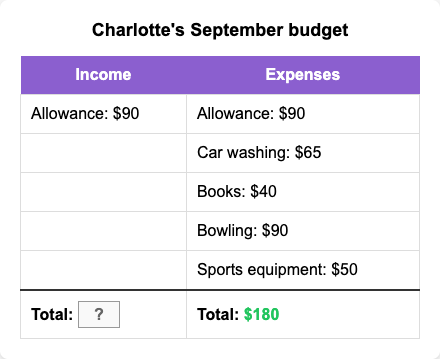 Charlotte's September budget
Income Expenses
Allowance: $90 Allowance: $90
Car washing: $65
Books: $40
Bowling: $90
Sports equipment: $50
Total: ? Total: $180